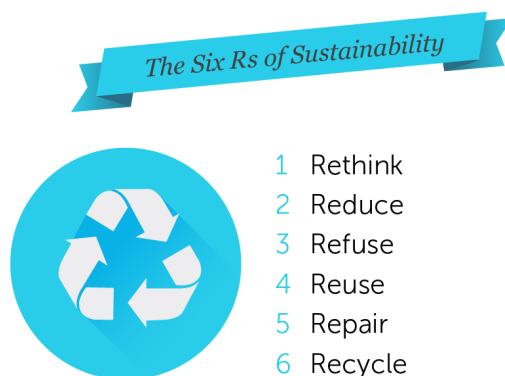 The Six Rs of Sustainability
1 Rethink
2 Reduce
3 Refuse
4 Reuse
5 Repair
6 Recycle